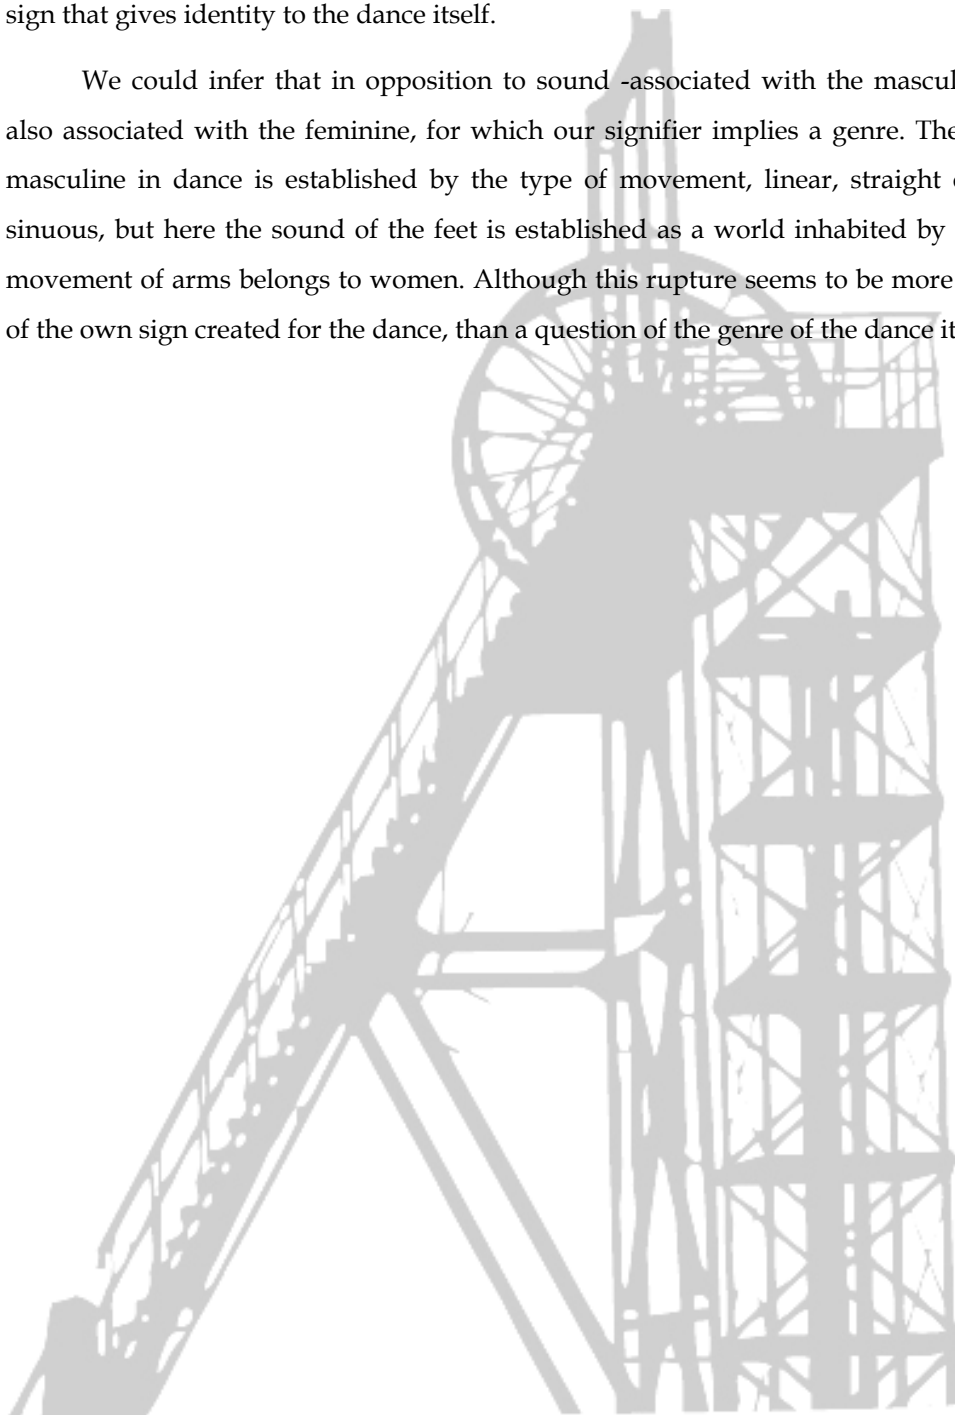 sign that gives identity to the dance itself.
We could infer that in opposition to sound -associated with the mascul
also associated with the feminine, for which our signifier implies a genre. The
masculine in dance is established by the type of movement, linear, straight
sinuous, but here the sound of the feet is established as a world inhabited by
movement of arms belongs to women. Although this rupture seems to be more
of the own sign created for the dance, than a question of the genre of the dance it